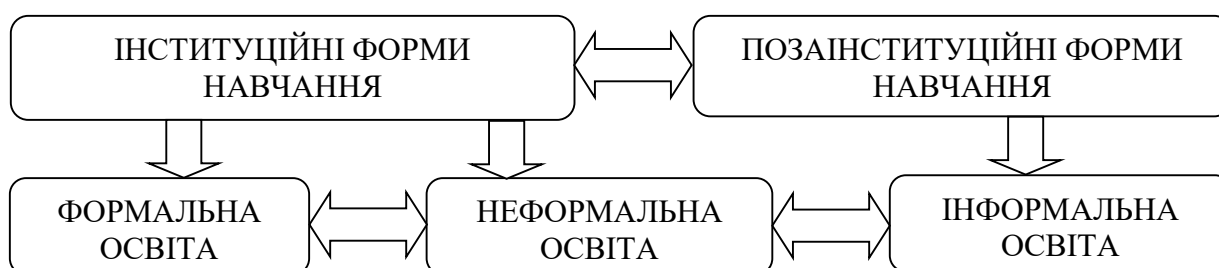 ІНСТИТУЦІЙНІ ФОРМИ
НАВЧАННЯ
ПОЗАІНСТИТУЦІЙНІ ФОРМИ
НАВЧАННЯ
ФОРМАЛЬНА
ОСВІТА
НЕФОРМАЛЬНА
ОСВІТА
ІНФОРМАЛЬНА
ОСВІТА